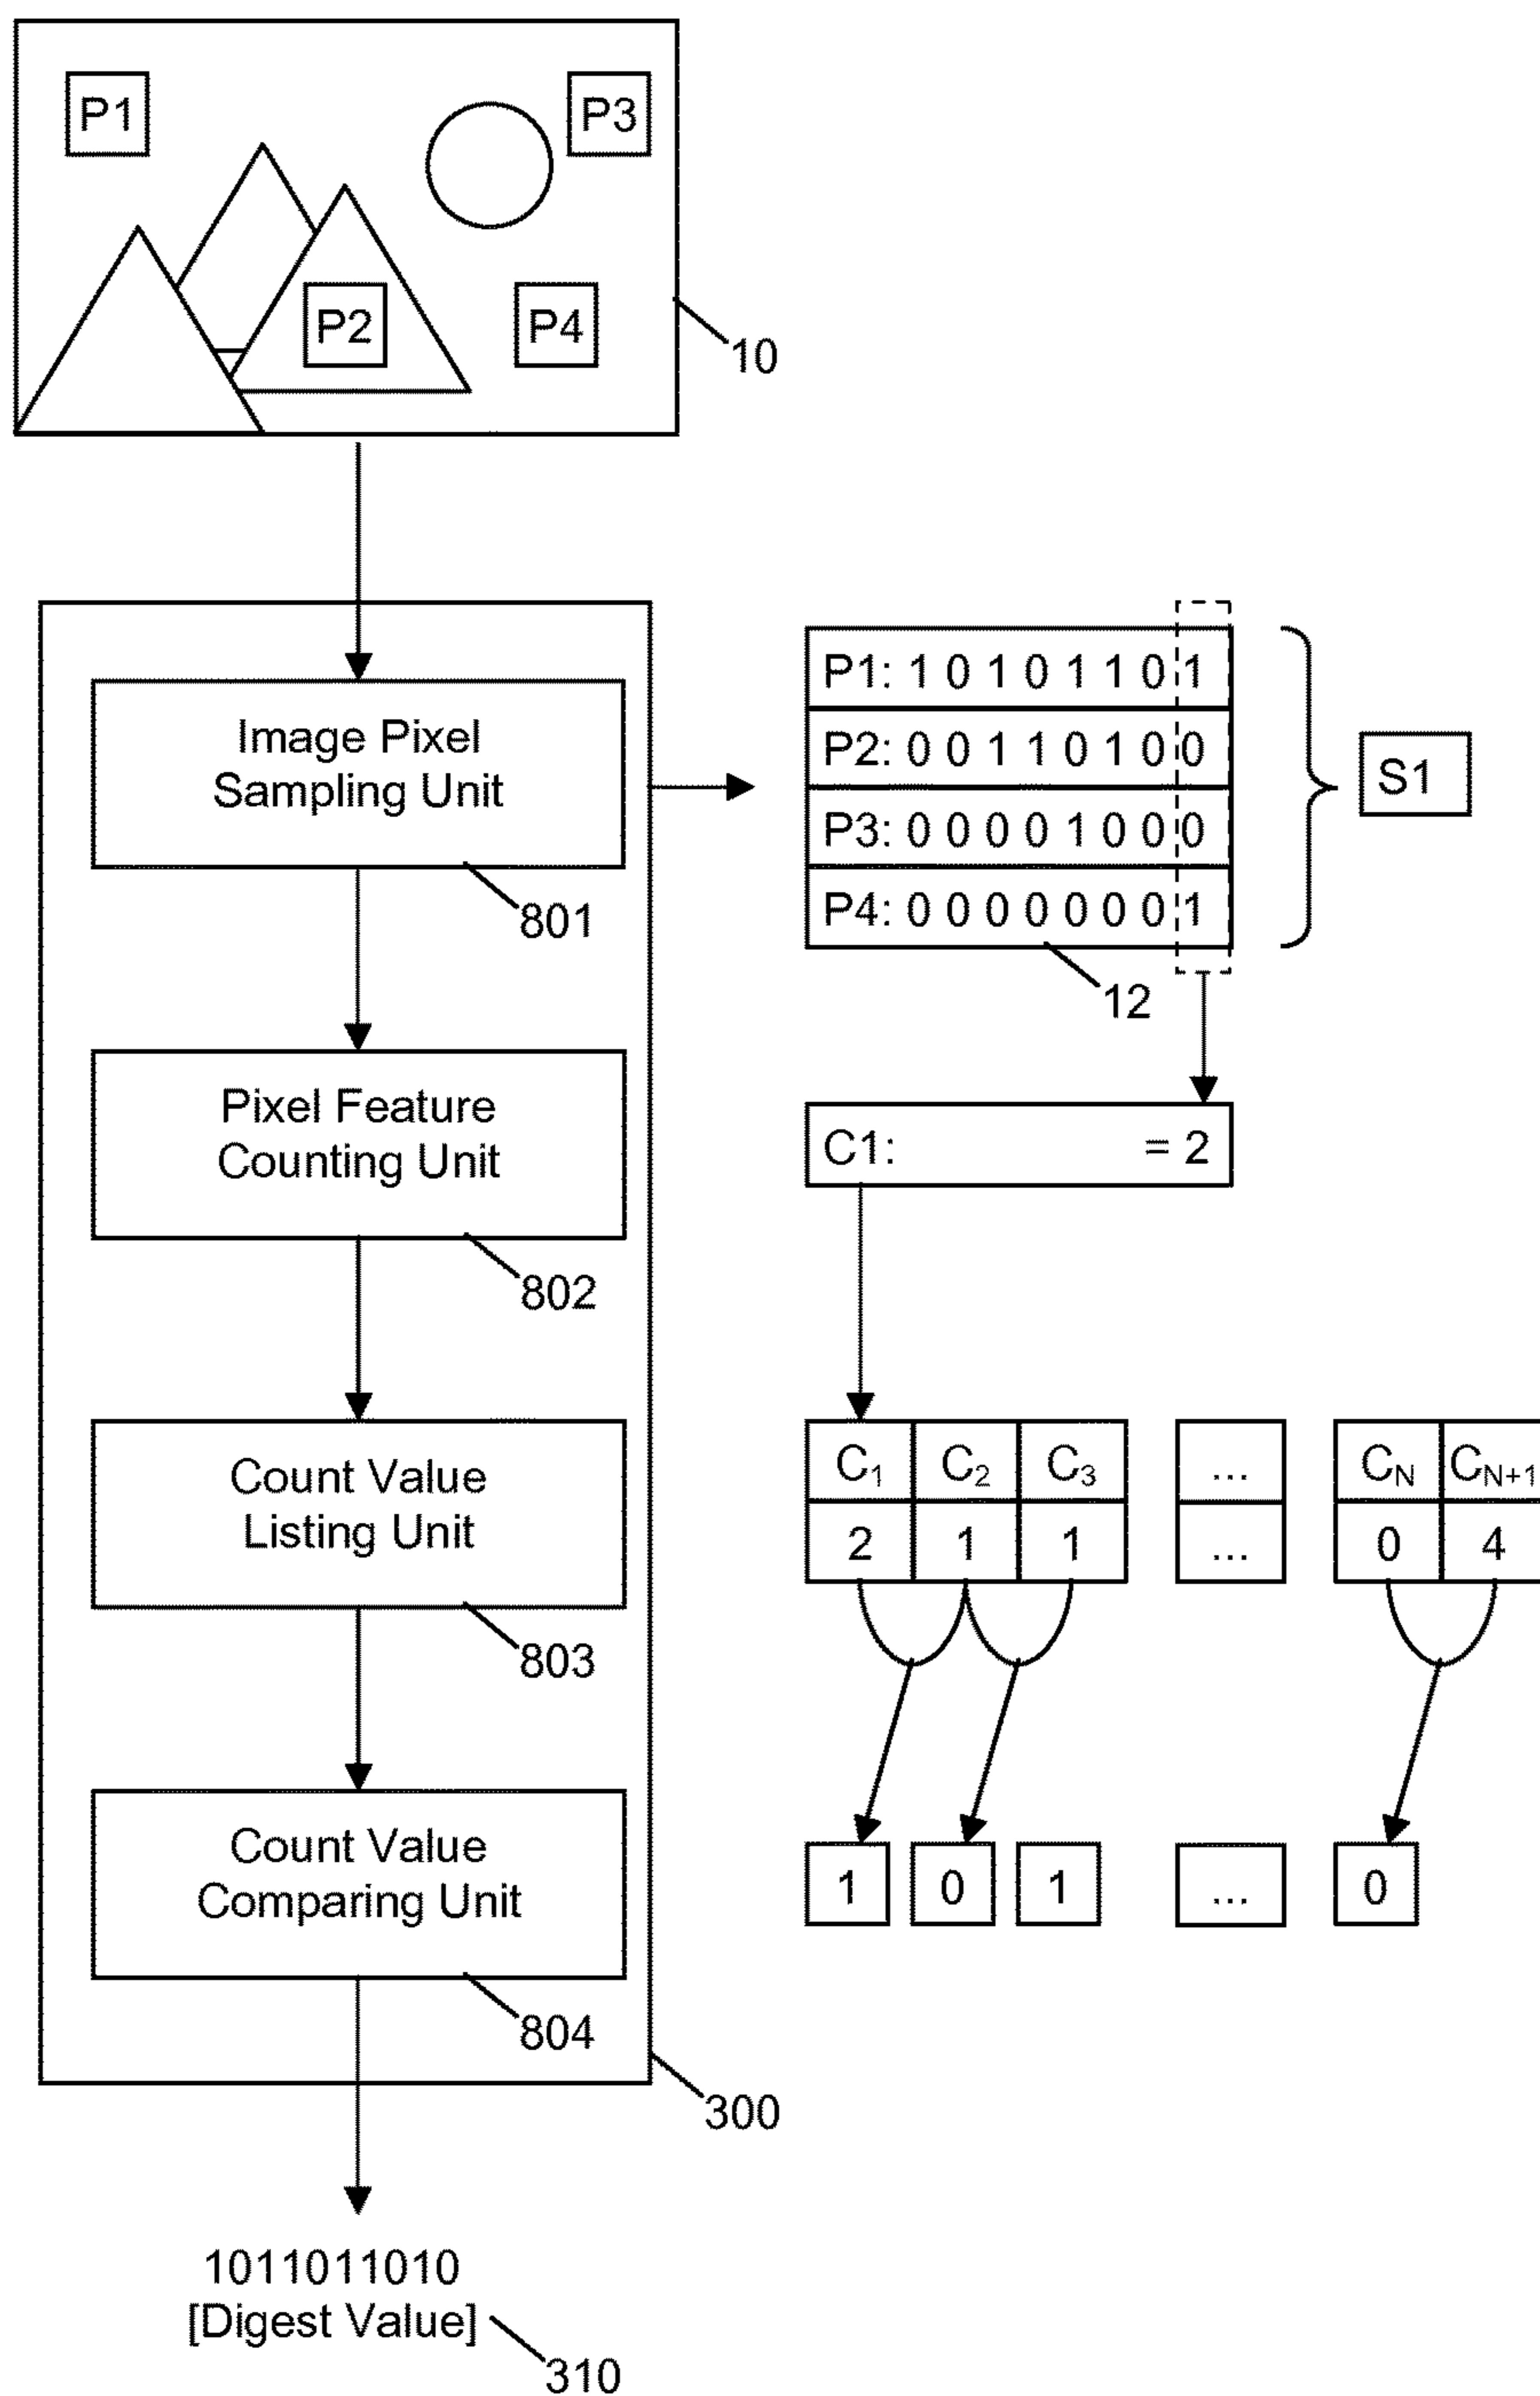 P1
P3
P2
P4
10
Image Pixel
Sampling Unit
801
P1: 1 0 1 0 1 1 0 1
P2: 0 0 1 1 0 1 0 0
P3: 0 0 0 0 1 0 0 0
P4: 0 0 0 0 0 0 0 1
S1
12
Pixel Feature
Counting Unit
802
C1: = 2
Count Value
Listing Unit
803
C1 C2 C3 ... CN CN+1
2 1 1 ... 0 4
Count Value
Comparing Unit
804
1 0 1 ... 0
300
1011011010
[Digest Value]
310